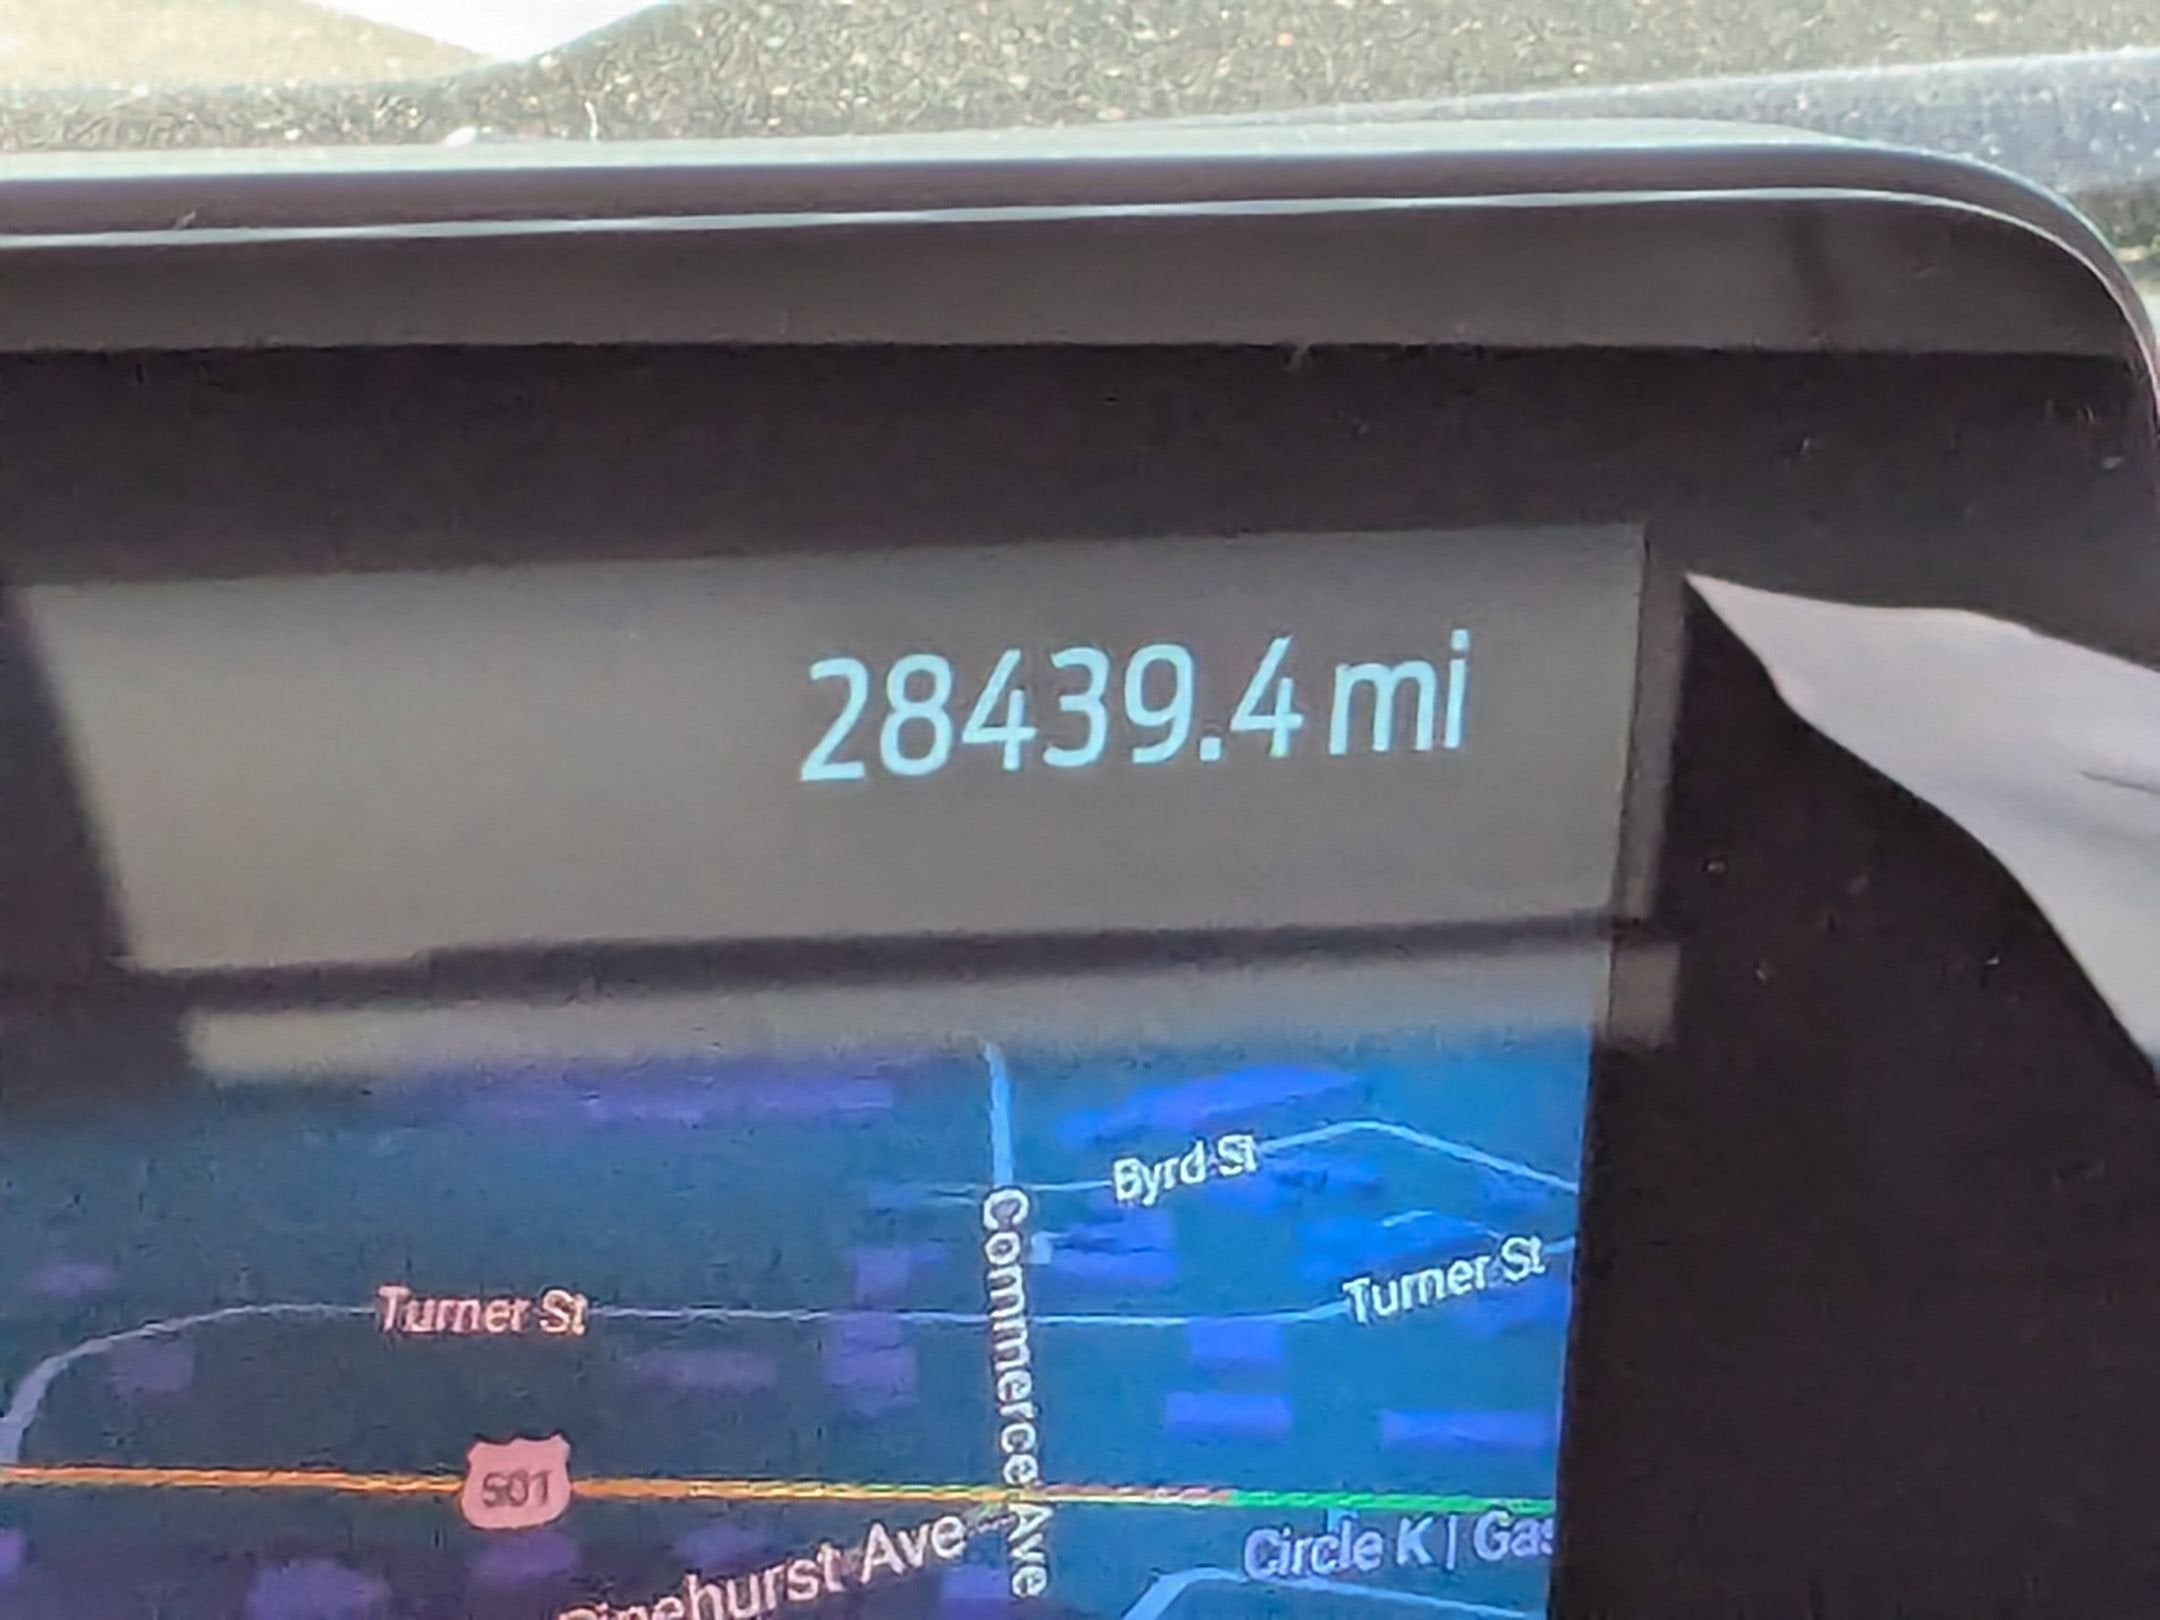 28439.4 mi
Byrd St
Commerce Ave
Turner St
Turner St
501
Pinehurst Ave
Circle K | Gas